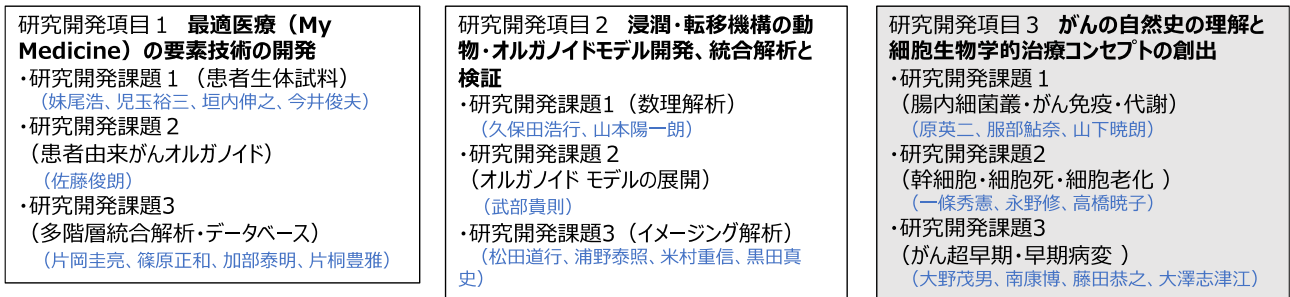 研究開発項目１ 最適医療（My
Medicine）の要素技術の開発
・研究開発課題１（患者生体試料）
（妹尾浩、児玉裕三、垣内伸之、今井俊夫）
・研究開発課題２
（患者由来がんオルガノイド）
（佐藤俊朗）
・研究開発課題3
（多階層統合解析・データベース）
（片岡圭亮、篠原正和、加部泰明、片桐豊雅）
研究開発項目２ 浸潤・転移機構の動
物・オルガノイドモデル開発、統合解析と
検証
・研究開発課題1（数理解析）
（久保田浩行、山本陽一朗）
・研究開発課題２
（オルガノイド モデルの展開）
（武部貴則）
・研究開発課題3（イメージング解析）
（松田道行、浦野泰照、米村重信、黒田真
史）
研究開発項目３ がんの自然史の理解と
細胞生物学的治療コンセプトの創出
・研究開発課題１
（腸内細菌叢・がん免疫・代謝）
（原英二、服部鮎奈、山下暁朗）
・研究開発課題2
（幹細胞・細胞死・細胞老化 ）
（一條秀憲、永野修、高橋暁子）
・研究開発課題3
（がん超早期・早期病変 ）
（大野茂男、南康博、藤田恭之、大澤志津江）